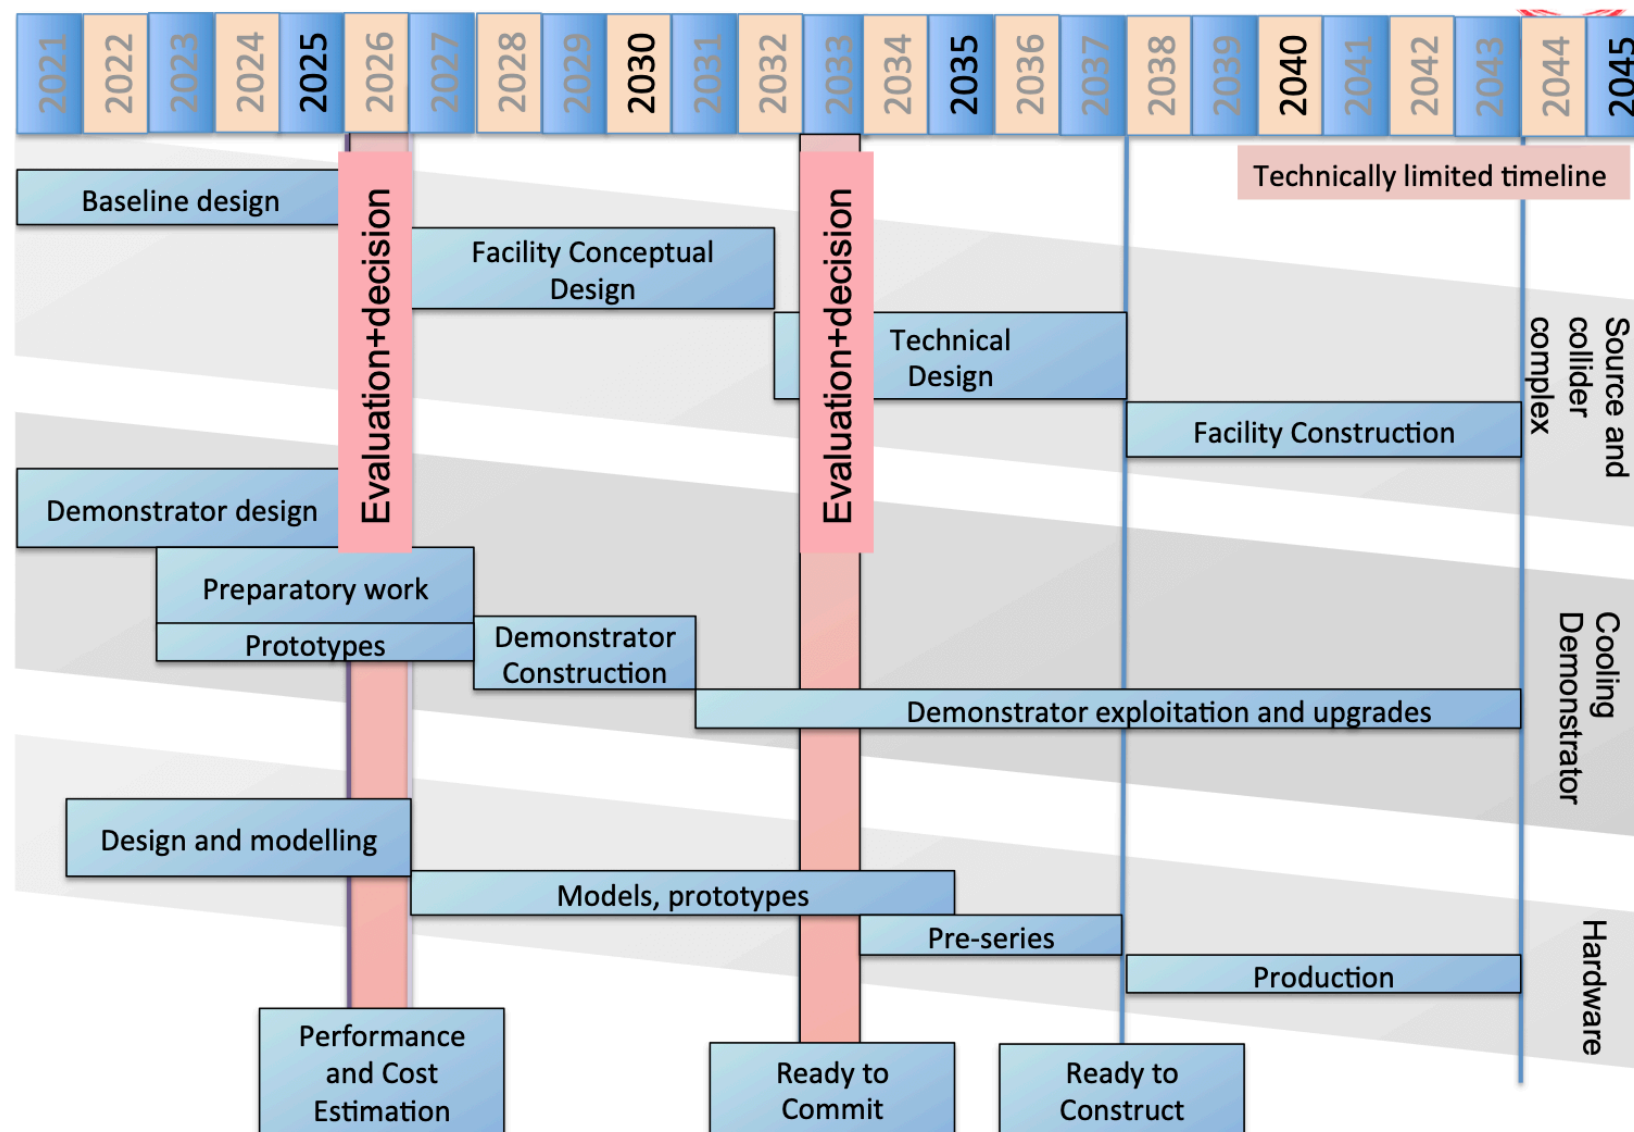 2021 2022 2023 2024 2025 2026 2027 2028 2029 2030 2031 2032 2033 2034 2035 2036 2037 2038 2039 2040 2041 2042 2043 2044 2045
Technically limited timeline
Baseline design
Evaluation+decision
Facility Conceptual
Design
Evaluation+decision
Technical
Design
Facility Construction
Source and
collider
complex
Demonstrator design
Preparatory work
Prototypes
Demonstrator
Construction
Demonstrator exploitation and upgrades
Cooling
Demonstrator
Design and modelling
Models, prototypes
Pre-series
Production
Hardware
Performance
and Cost
Estimation
Ready to
Commit
Ready to
Construct